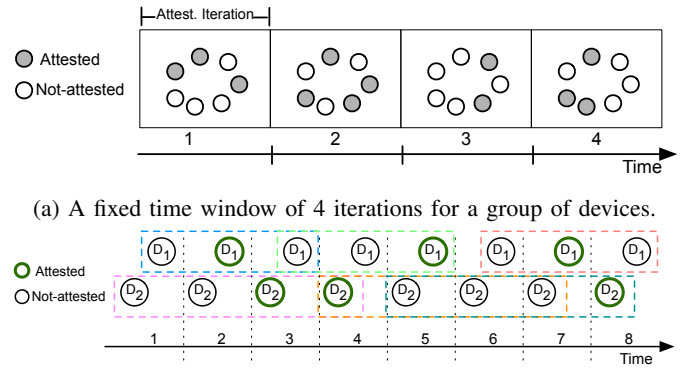 Attest. Iteration
Attested
Not-attested
1 2 3 4
Time
(a) A fixed time window of 4 iterations for a group of devices.
D1 D1 D1 D1 D1 D1 D1 D1
Attested
Not-attested
D2 D2 D2 D2 D2 D2 D2 D2
1 2 3 4 5 6 7 8
Time